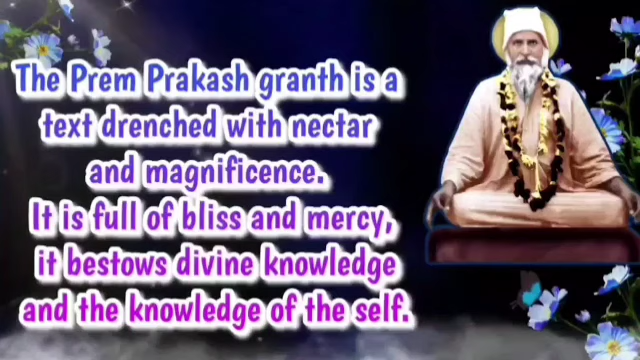 The Prem Prakash granth is a
text drenched with nectar
and magnificence.
It is full of bliss and mercy,
it bestows divine knowledge
and the knowledge of the self.